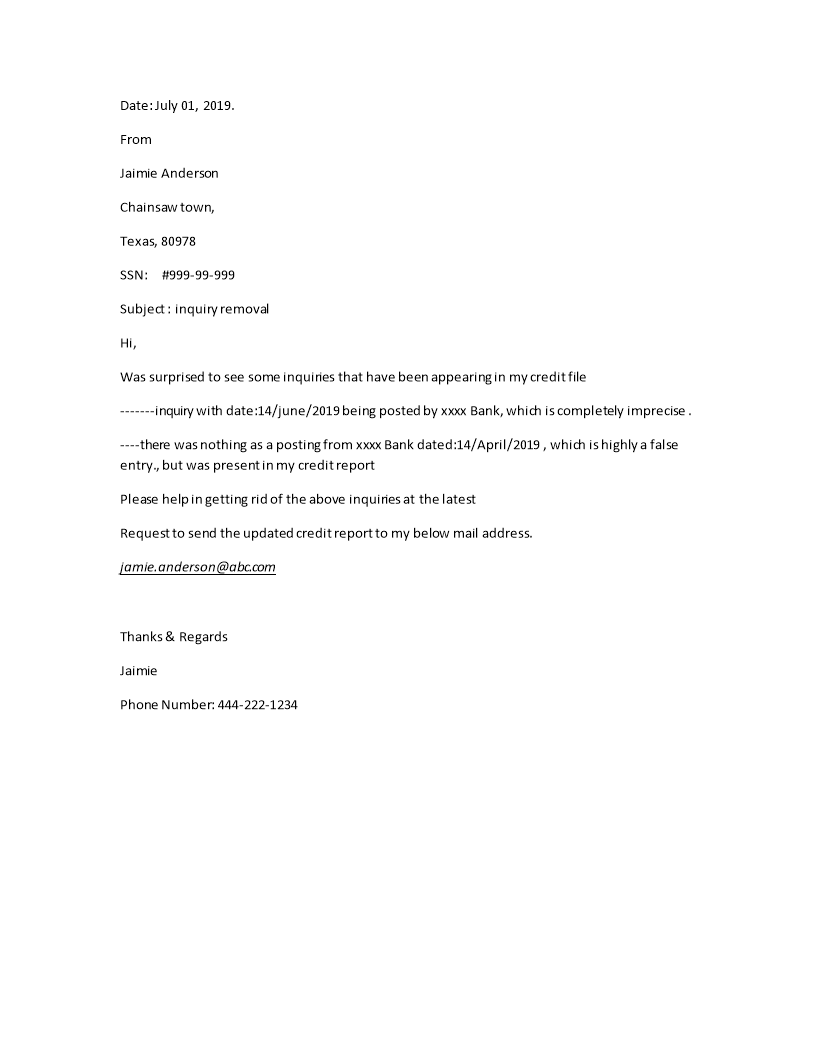 Date: July 01, 2019.
From
Jaimie Anderson
Chainsaw town,
Texas, 80978
SSN: #999-99-999
Subject : inquiry removal
Hi,
Was surprised to see some inquiries that have been appearing in my credit file
-------inquiry with date:14/june/2019 being posted by xxxx Bank, which is completely imprecise .
----there was nothing as a posting from xxxx Bank dated:14/April/2019 , which is highly a false
entry., but was present in my credit report
Please help in getting rid of the above inquiries at the latest
Request to send the updated credit report to my below mail address.
jamie.anderson@abc.com
Thanks & Regards
Jaimie
Phone Number: 444-222-1234